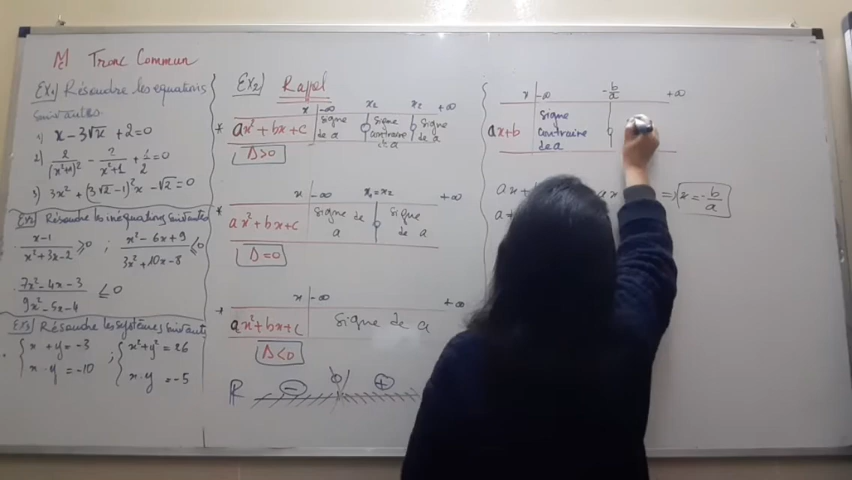 Tronc Commun
Ex1/ Résoudre les equations
suivantes
1) x - 3√x + 2 = 0
2) 2/(x²+1)² - 2/x²+1 + 1/2 = 0
3) 3x² + (3√2 - 1)²x - √2 = 0
Ex2 Résoudre les inéquations suivantes
x-1/x²+3x-2 ≥ 0 ; x²-6x+9/3x²+10x-8 ≤ 0
7x²-4x-3/9x²-5x-4 ≤ 0
Ex3/ Résoudre les systèmes suivants
{ x + y = -3 ; { x² + y² = 26
x · y = -10 x · y = -5
Ex2/ Rappel
x -∞ x₁ x₂ +∞
ax² + bx + c signe de a signe contraire de a signe de a
Δ > 0
x -∞ x₁ = x₂
ax² + bx + c signe de a signe de a
Δ = 0
x -∞ +∞
ax² + bx + c signe de a
Δ < 0
ℝ - 0 +
x -∞ -b/a +∞
ax+b signe contraire de a
=> x = -b/a